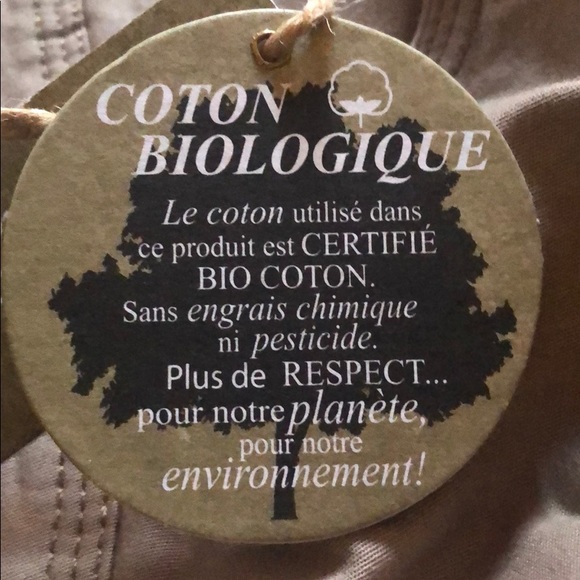 COTON
BIOLOGIQUE
Le coton utilisé dans
ce produit est CERTIFIÉ
BIO COTON.
Sans engrais chimique
ni pesticide.
Plus de RESPECT...
pour notre planète,
pour notre
environnement!